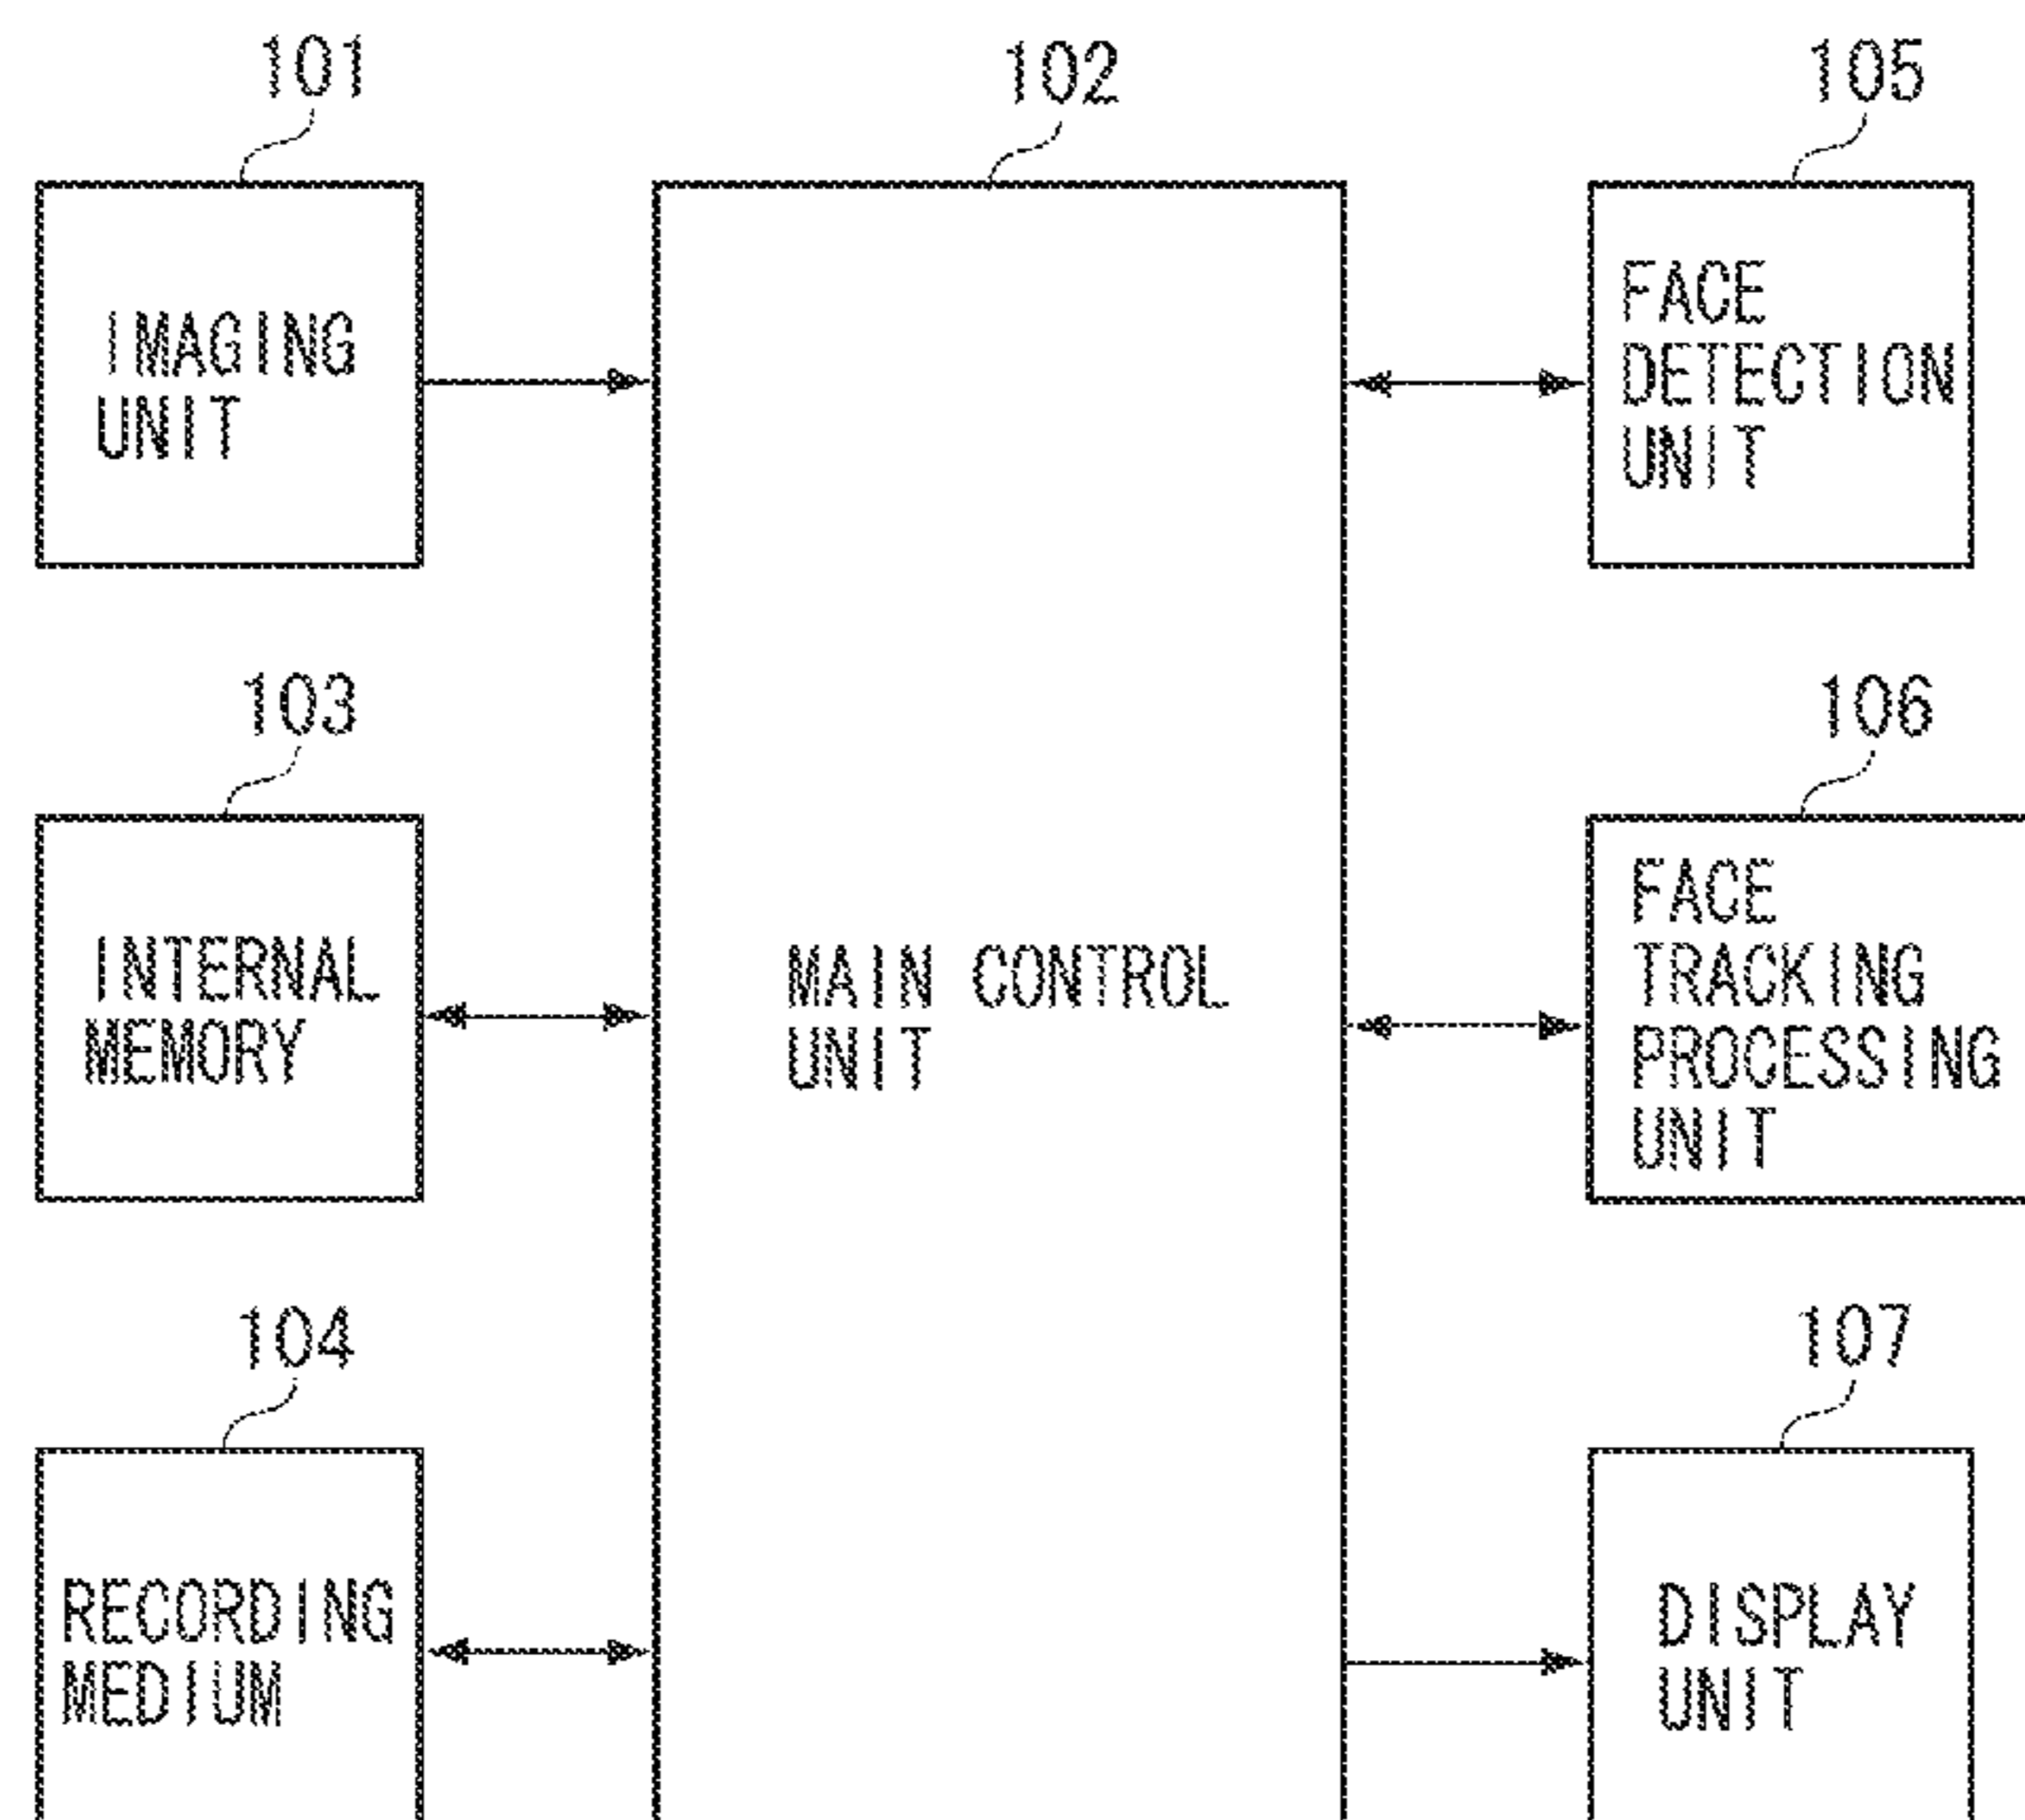 101
IMAGING
UNIT
102
MAIN CONTROL
UNIT
105
FACE
DETECTION
UNIT
103
INTERNAL
MEMORY
106
FACE
TRACKING
PROCESSING
UNIT
104
RECORDING
MEDIUM
107
DISPLAY
UNIT